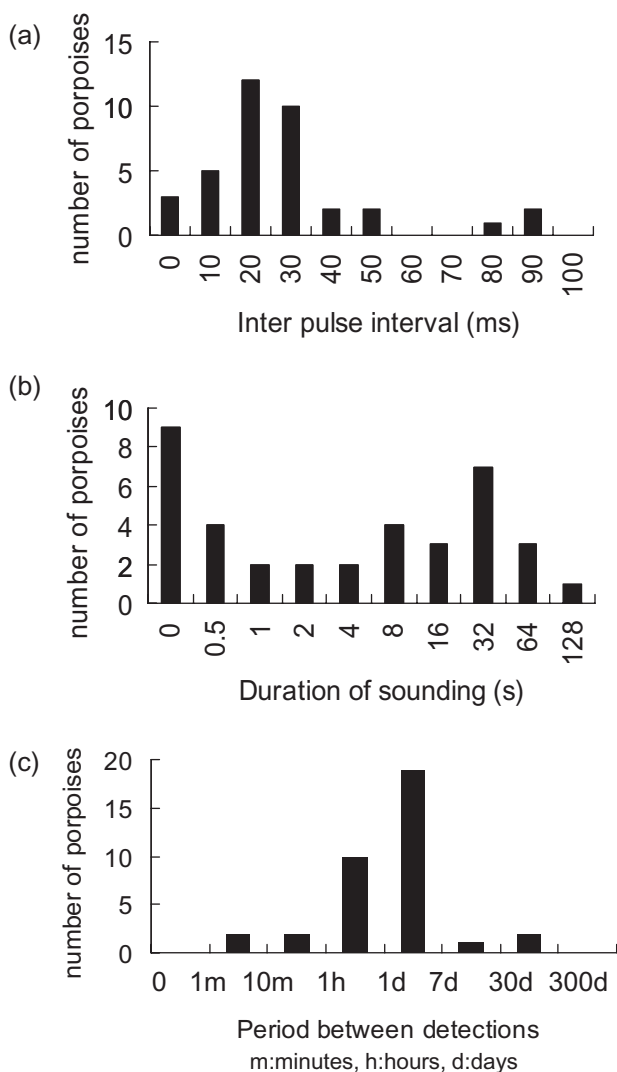 (a)
number of porpoises
15
10
5
0
0 10 20 30 40 50 60 70 80 90 100
Inter pulse interval (ms)
(b)
number of porpoises
10
8
6
4
2
0
0 0.5 1 2 4 8 16 32 64 128
Duration of sounding (s)
(c)
number of porpoises
20
15
10
5
0
0 1m 10m 1h 1d 7d 30d 300d
Period between detections
m:minutes, h:hours, d:days